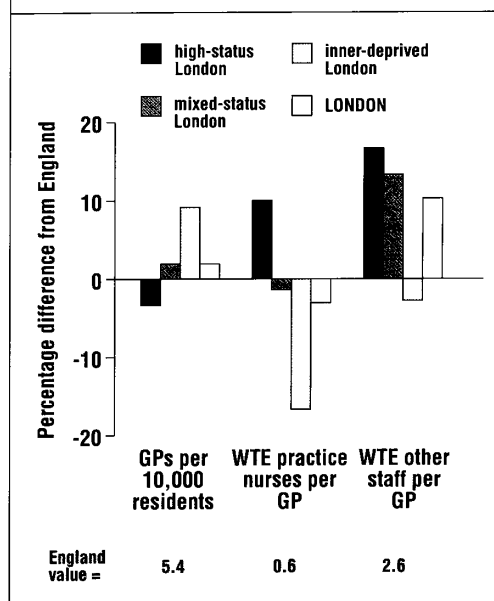 high-status London
inner-deprived London
mixed-status London
LONDON
Percentage difference from England
20
10
0
-10
-20
GPs per 10,000 residents
WTE practice nurses per GP
WTE other staff per GP
England value =
5.4
0.6
2.6